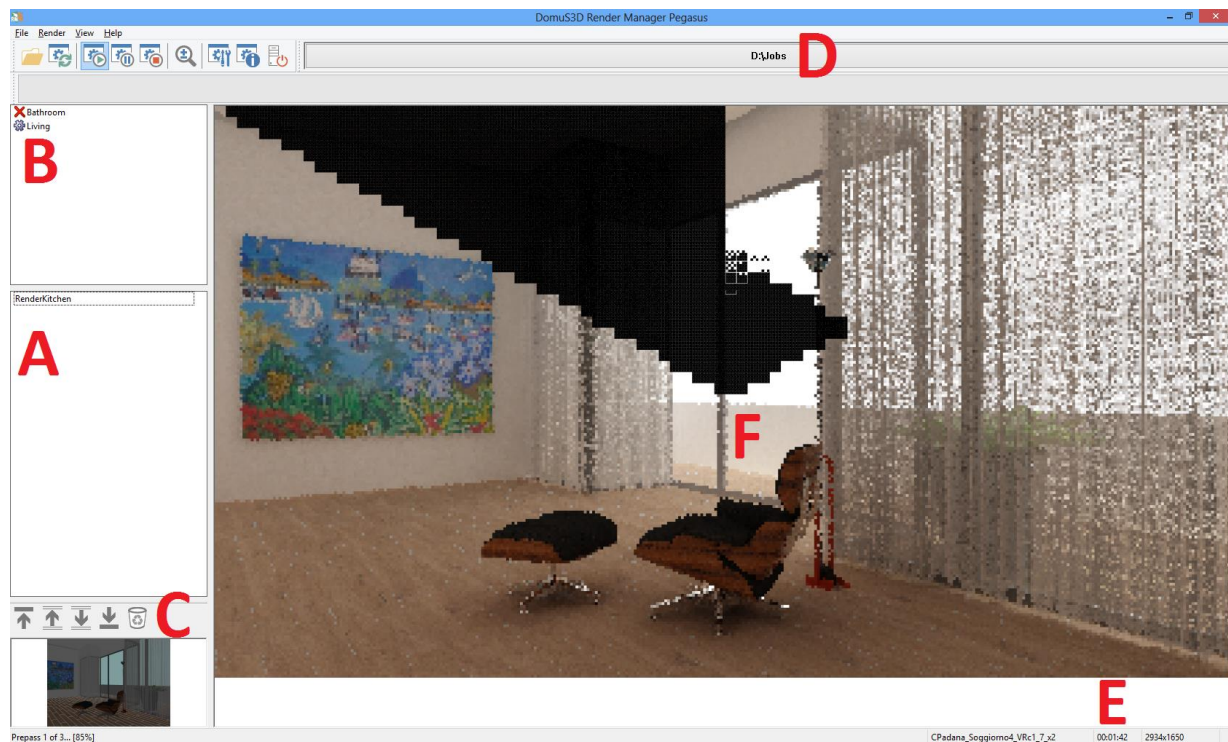 DomuS3D Render Manager Pegasus
File Render View Help
D:\Jobs
D
Bathroom
Living
B
RenderKitchen
A
F
C
E
Prepass 1 of 3... [85%]
CPadana_Soggiorno4_VRc1_7_x2 00:01:42 2934x1650